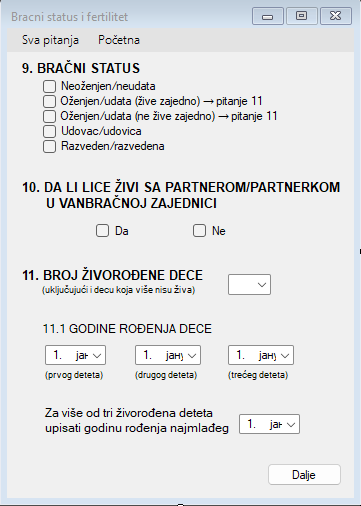 Bracni status i fertilitet
Sva pitanja Početna
9. BRAČNI STATUS
Neoženjen/neudata
Oženjen/udata (žive zajedno) → pitanje 11
Oženjen/udata (ne žive zajedno) → pitanje 11
Udovac/udovica
Razveden/razvedena
10. DA LI LICE ŽIVI SA PARTNEROM/PARTNERKOM
U VANBRAČNOJ ZAJEDNICI
Da Ne
11. BROJ ŽIVOROĐENE DECE
(uključujući i decu koja više nisu živa)
11.1 GODINE ROĐENJA DECE
1. јан 1. јану 1. јану
(prvog deteta) (drugog deteta) (trećeg deteta)
Za više od tri živorođena deteta
upisati godinu rođenja najmlađeg
1. јан
Dalje